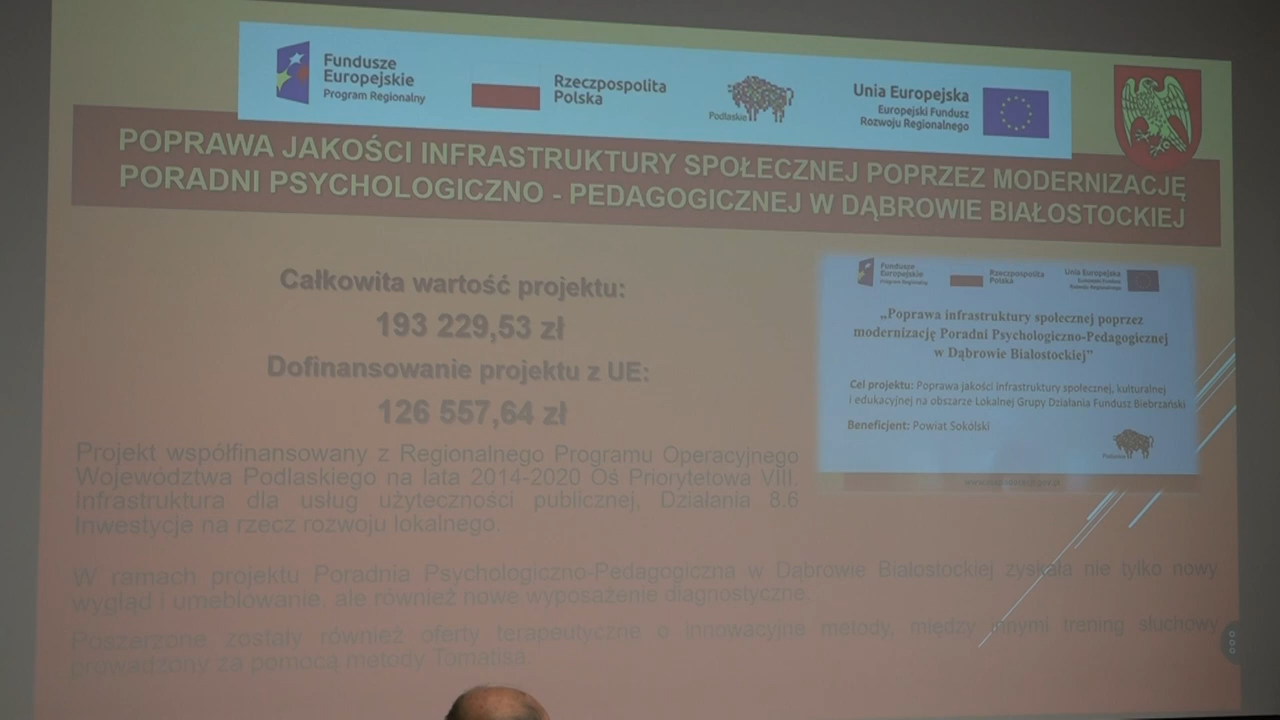 Fundusze
Europejskie
Program Regionalny
Rzeczpospolita
Polska
Podlaskie
Unia Europejska
Europejski Fundusz
Rozwoju Regionalnego
POPRAWA JAKOŚCI INFRASTRUKTURY SPOŁECZNEJ POPRZEZ MODERNIZACJĘ
PORADNI PSYCHOLOGICZNO - PEDAGOGICZNEJ W DĄBROWIE BIAŁOSTOCKIEJ
Całkowita wartość projektu:
193 229,53 zł
Dofinansowanie projektu z UE:
126 557,64 zł
Projekt współfinansowany z Regionalnego Programu Operacyjnego
Województwa Podlaskiego na lata 2014-2020 Oś Priorytetowa VIII.
Infrastruktura dla usług użyteczności publicznej, Działania 8.6
Inwestycje na rzecz rozwoju lokalnego.
Fundusze
Europejskie
Program Regionalny
Rzeczpospolita
Polska
Unia Europejska
Europejski Fundusz
Rozwoju Regionalnego
„Poprawa infrastruktury społecznej poprzez
modernizację Poradni Psychologiczno-Pedagogicznej
w Dąbrowie Białostockiej”
Cel projektu: Poprawa jakości infrastruktury społecznej, kulturalnej
i edukacyjnej na obszarze Lokalnej Grupy Działania Fundusz Biebrzański
Beneficjent: Powiat Sokólski
Podlaskie
W ramach projektu Poradnia Psychologiczno-Pedagogiczna w Dąbrowie Białostockiej zyskała nie tylko nowy
wygląd i umeblowanie, ale również nowe wyposażenie diagnostyczne.
Poszerzone zostały również oferty terapeutyczne o innowacyjne metody, między innymi trening słuchowy
prowadzony za pomocą metody Tomatisa.